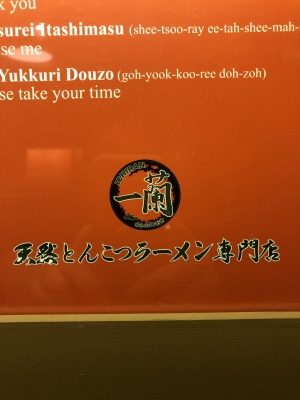 k you
surei Itashimasu (shee-tsoo-ray ee-tah-shee-mah-
se me
Yukkuri Douzo (goh-yook-koo-ree doh-zoh)
se take your time
ICHIRAN
一蘭
天然とんこつラーメン専門店